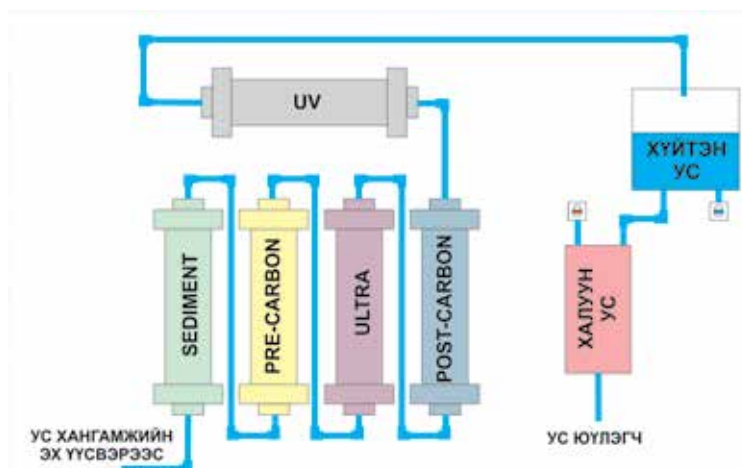 UV
ХҮЙТЭН
УС
SEDIMENT
PRE-CARBON
ULTRA
POST-CARBON
ХАЛУУН
УС
УС ХАНГАМЖИЙН
ЭХ ҮҮСВЭРЭЭС
УС ЮҮЛЭГЧ